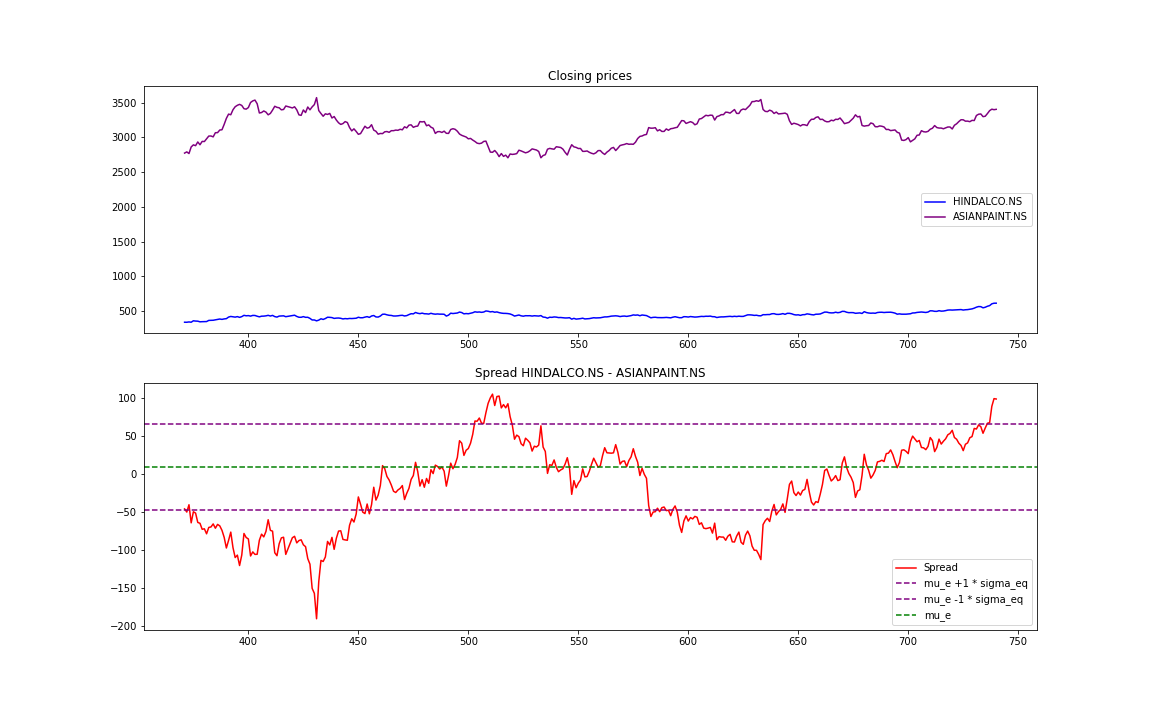 Closing prices
3500
3000
2500
2000
1500
1000
500
HINDALCO.NS
ASIANPAINT.NS
400 450 500 550 600 650 700 750
Spread HINDALCO.NS - ASIANPAINT.NS
100
50
0
−50
−100
−150
−200
Spread
mu_e +1 * sigma_eq
mu_e -1 * sigma_eq
mu_e
400 450 500 550 600 650 700 750